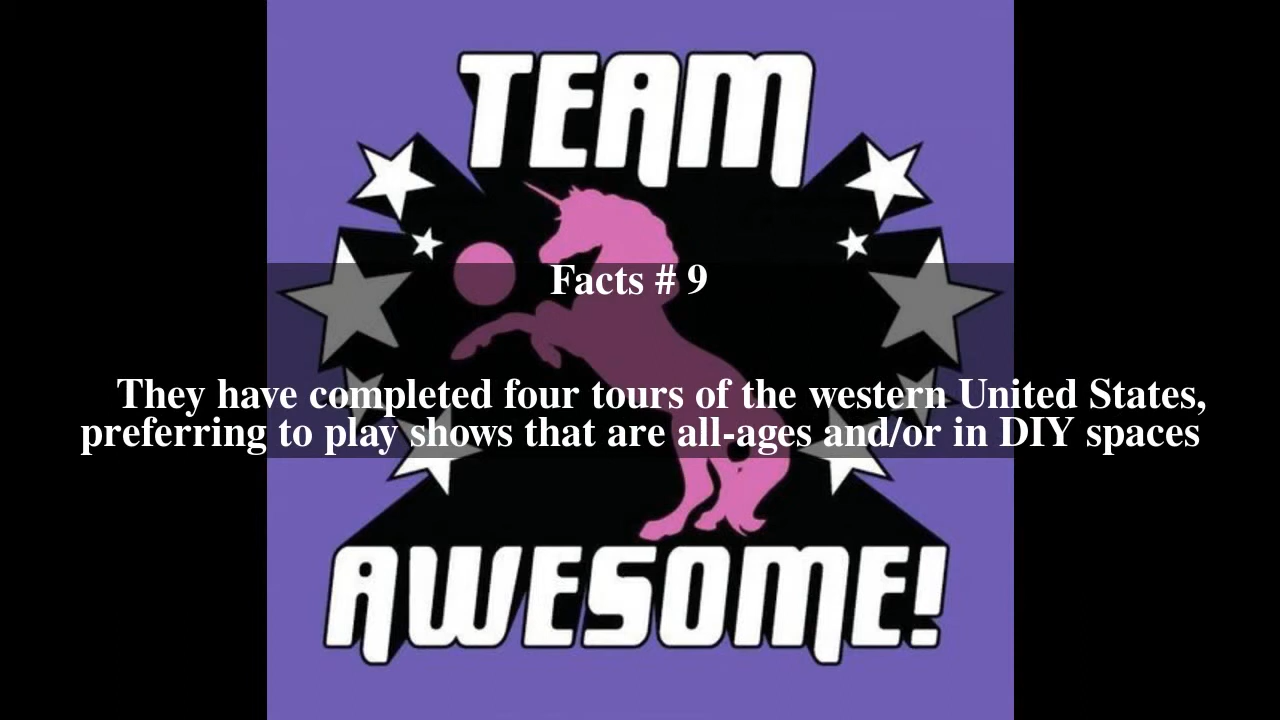 TEAM
Facts # 9
They have completed four tours of the western United States,
preferring to play shows that are all-ages and/or in DIY spaces
AWESOME!